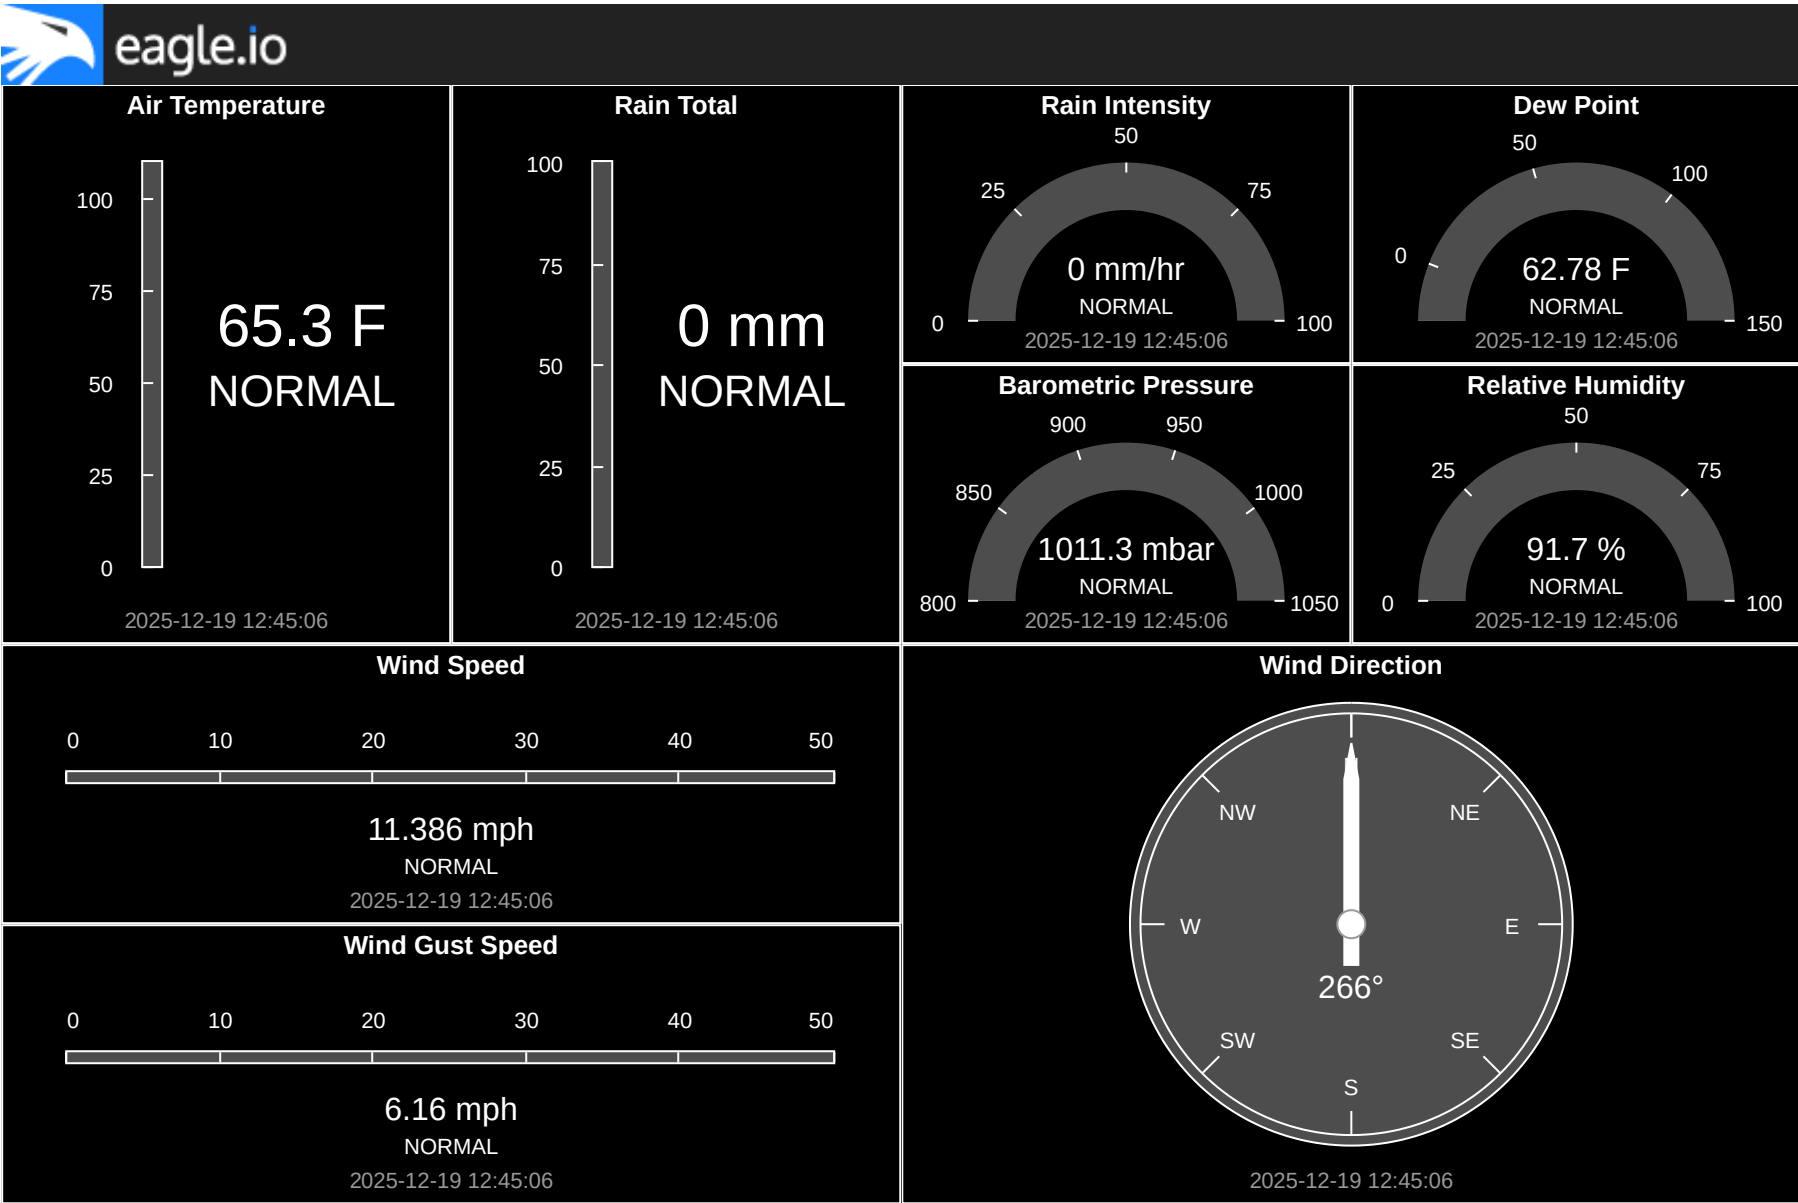 eagle.io
Air Temperature
100
75
50
25
0
65.3 F
NORMAL
2025-12-19 12:45:06
Rain Total
100
75
50
25
0
0 mm
NORMAL
2025-12-19 12:45:06
Rain Intensity
0
25
50
75
100
0 mm/hr
NORMAL
2025-12-19 12:45:06
Dew Point
0
50
100
150
62.78 F
NORMAL
2025-12-19 12:45:06
Barometric Pressure
800
850
900
950
1000
1050
1011.3 mbar
NORMAL
2025-12-19 12:45:06
Relative Humidity
0
25
50
75
100
91.7 %
NORMAL
2025-12-19 12:45:06
Wind Speed
0 10 20 30 40 50
11.386 mph
NORMAL
2025-12-19 12:45:06
Wind Gust Speed
0 10 20 30 40 50
6.16 mph
NORMAL
2025-12-19 12:45:06
Wind Direction
NW NE
W E
266°
SW SE
S
2025-12-19 12:45:06